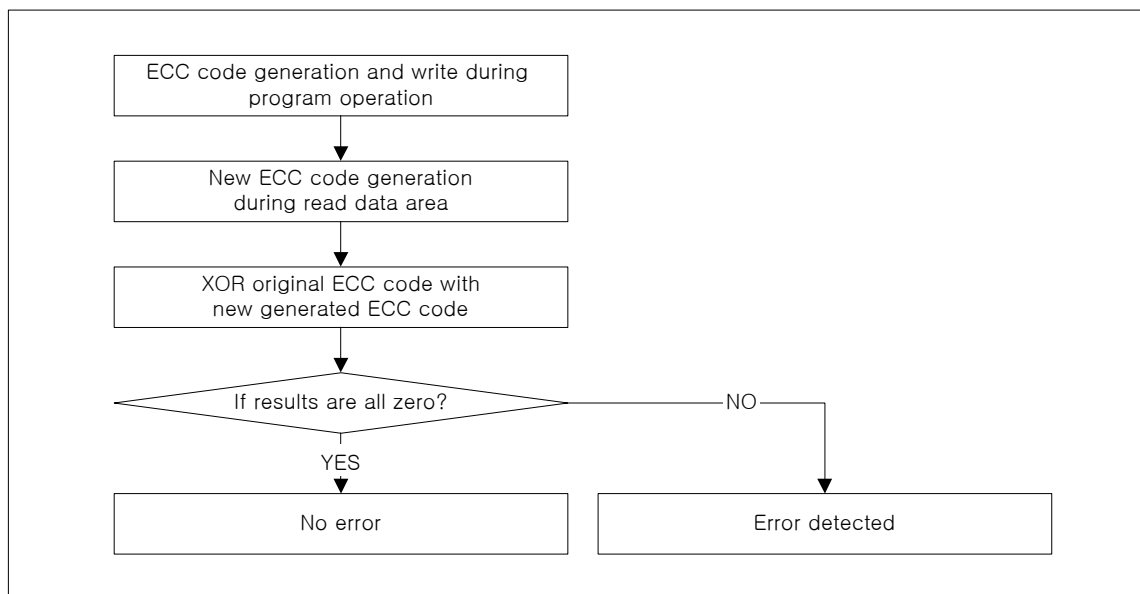 ECC code generation and write during
program operation
New ECC code generation
during read data area
XOR original ECC code with
new generated ECC code
If results are all zero?
NO
YES
No error
Error detected